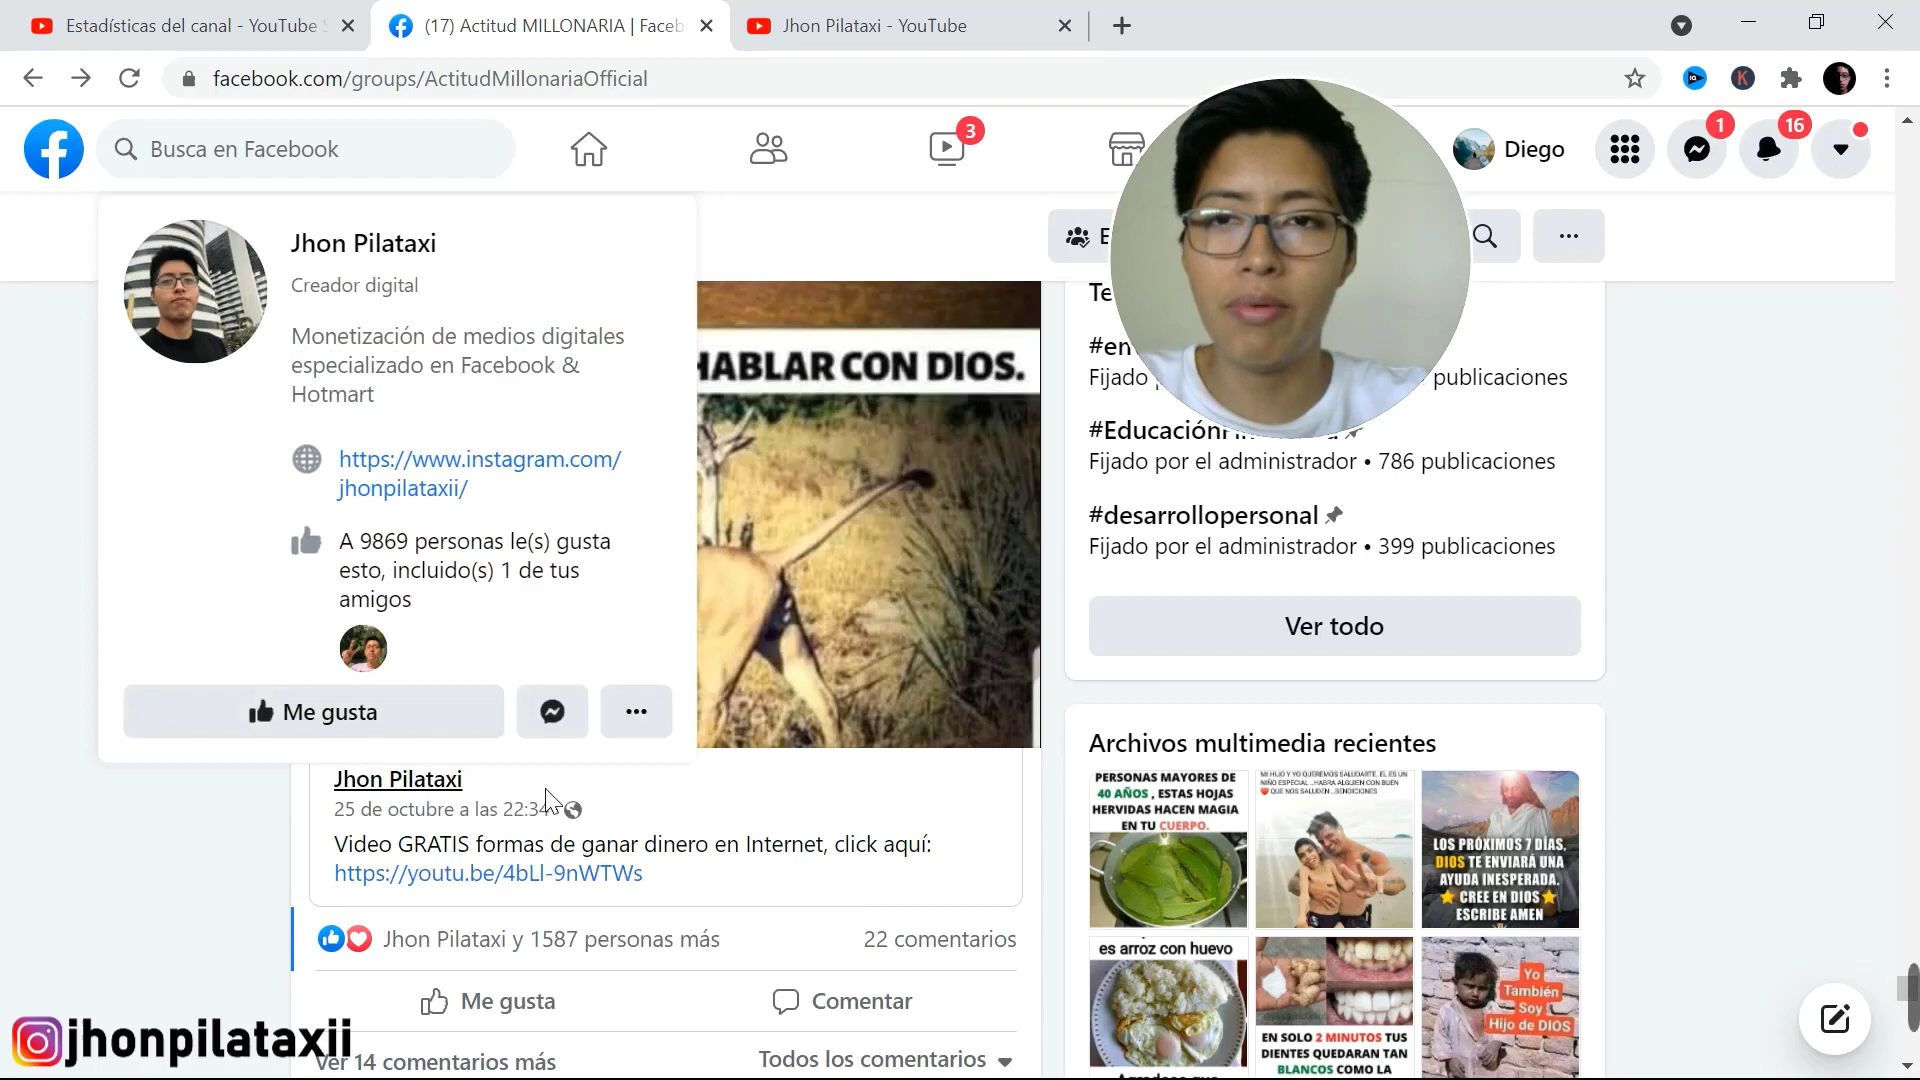 Estadísticas del canal - YouTube S
(17) Actitud MILLONARIA | Faceb
Jhon Pilataxi - YouTube
facebook.com/groups/ActitudMillonariaOfficial
K
Busca en Facebook
3
Diego
1
16
Jhon Pilataxi
Creador digital
Monetización de medios digitales
especializado en Facebook &
Hotmart
https://www.instagram.com/
jhonpilataxii/
A 9869 personas le(s) gusta
esto, incluido(s) 1 de tus
amigos
Me gusta
HABLAR CON DIOS.
Jhon Pilataxi
25 de octubre a las 22:34
Video GRATIS formas de ganar dinero en Internet, click aquí:
https://youtu.be/4bLl-9nWTWs
Jhon Pilataxi y 1587 personas más
22 comentarios
Me gusta
Comentar
Ver 14 comentarios más
Todos los comentarios
jhonpilataxii
E
Te
#en
Fijado
publicaciones
Fijado por el administrador • 786 publicaciones
#desarrollopersonal
Fijado por el administrador • 399 publicaciones
Ver todo
Archivos multimedia recientes
PERSONAS MAYORES DE
40 AÑOS , ESTAS HOJAS
HERVIDAS HACEN MAGIA
EN TU CUERPO.
MI HIJO Y YO QUEREMOS SALUDARTE..EL ES UN
NIÑO ESPECIAL ..HABRA ALGUIEN CON BUEN
QUE NOS SALUDEN ..BENDICIONES
LOS PRÓXIMOS 7 DÍAS,
DIOS TE ENVIARÁ UNA
AYUDA INESPERADA.
CREE EN DIOS
ESCRIBE AMEN
es arroz con huevo
EN SOLO 2 MINUTOS TUS
DIENTES QUEDARAN TAN
BLANCOS COMO LA
Yo
También
Soy
Hijo de DIOS